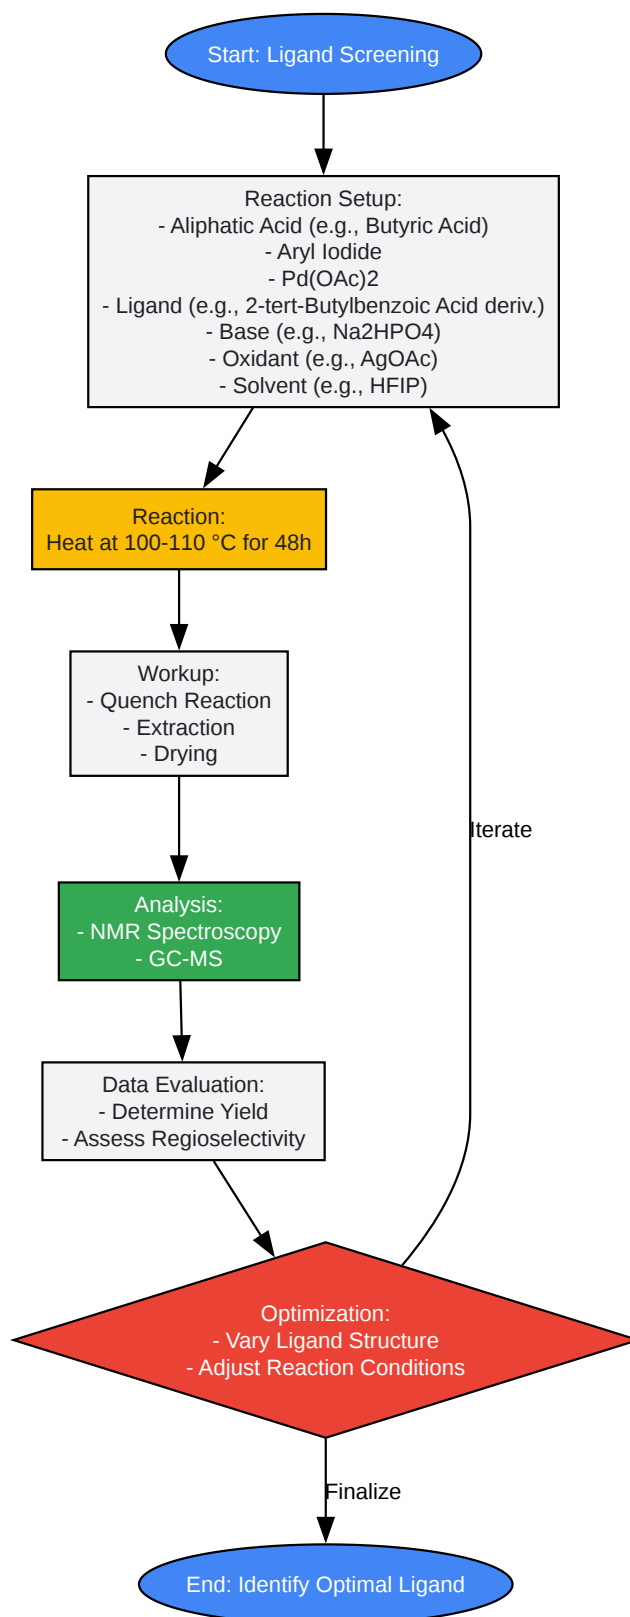 Start: Ligand Screening
Reaction Setup:
- Aliphatic Acid (e.g., Butyric Acid)
- Aryl Iodide
- Pd(OAc)2
- Ligand (e.g., 2-tert-Butylbenzoic Acid deriv.)
- Base (e.g., Na2HPO4)
- Oxidant (e.g., AgOAc)
- Solvent (e.g., HFIP)
Reaction:
Heat at 100-110 °C for 48h
Workup:
- Quench Reaction
- Extraction
- Drying
Iterate
Analysis:
- NMR Spectroscopy
- GC-MS
Data Evaluation:
- Determine Yield
- Assess Regioselectivity
Optimization:
- Vary Ligand Structure
- Adjust Reaction Conditions
Finalize
End: Identify Optimal Ligand